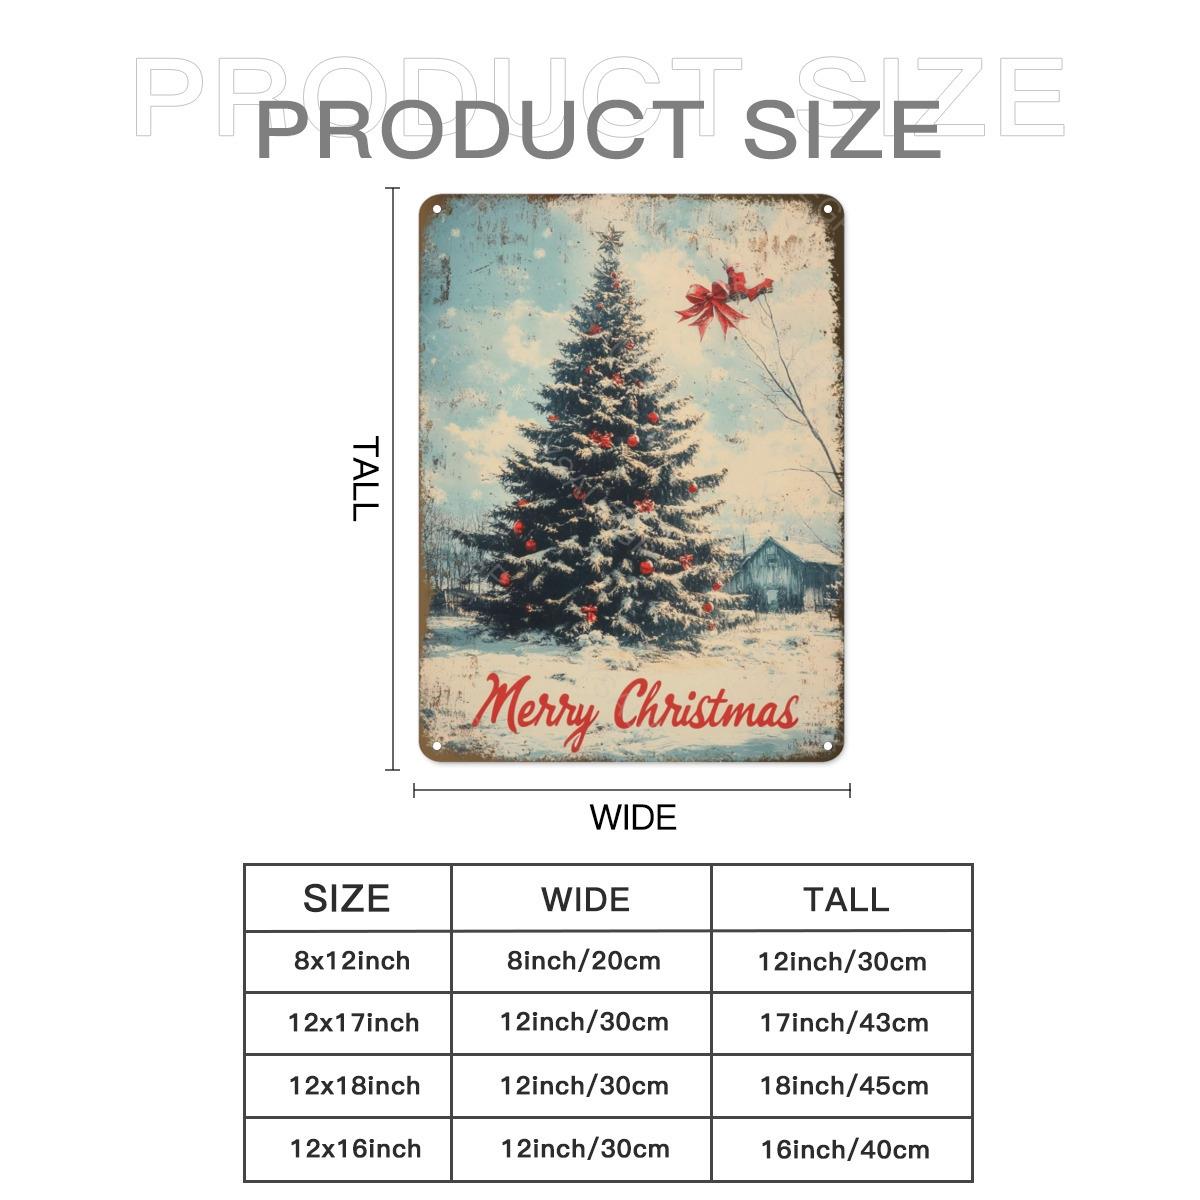 PRODUCT SIZE
PRODUCT SIZE
TALL
Merry Christmas
WIDE
SIZE WIDE TALL
8x12inch 8inch/20cm 12inch/30cm
12x17inch 12inch/30cm 17inch/43cm
12x18inch 12inch/30cm 18inch/45cm
12x16inch 12inch/30cm 16inch/40cm